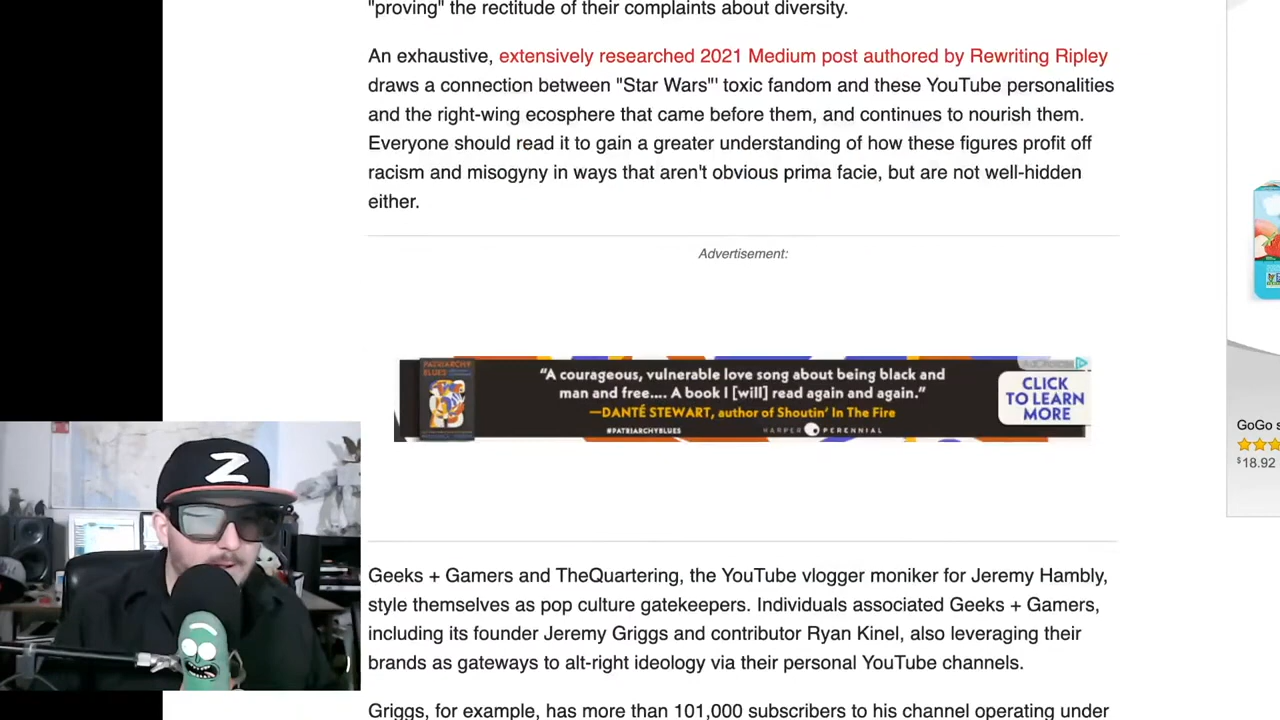 "proving" the rectitude of their complaints about diversity.
An exhaustive, extensively researched 2021 Medium post authored by Rewriting Ripley
draws a connection between "Star Wars"' toxic fandom and these YouTube personalities
and the right-wing ecosphere that came before them, and continues to nourish them.
Everyone should read it to gain a greater understanding of how these figures profit off
racism and misogyny in ways that aren't obvious prima facie, but are not well-hidden
either.
Advertisement:
PATRIARCHY
BLUES
"A courageous, vulnerable love song about being black and
man and free.... A book I [will] read again and again."
—DANTÉ STEWART, author of Shoutin' In The Fire
#PATRIARCHYBLUES
HARPER PERENNIAL
AdChoices
CLICK
TO LEARN
MORE
GoGo s
$18.92
Z
Geeks + Gamers and TheQuartering, the YouTube vlogger moniker for Jeremy Hambly,
style themselves as pop culture gatekeepers. Individuals associated Geeks + Gamers,
including its founder Jeremy Griggs and contributor Ryan Kinel, also leveraging their
brands as gateways to alt-right ideology via their personal YouTube channels.
Griggs, for example, has more than 101,000 subscribers to his channel operating under